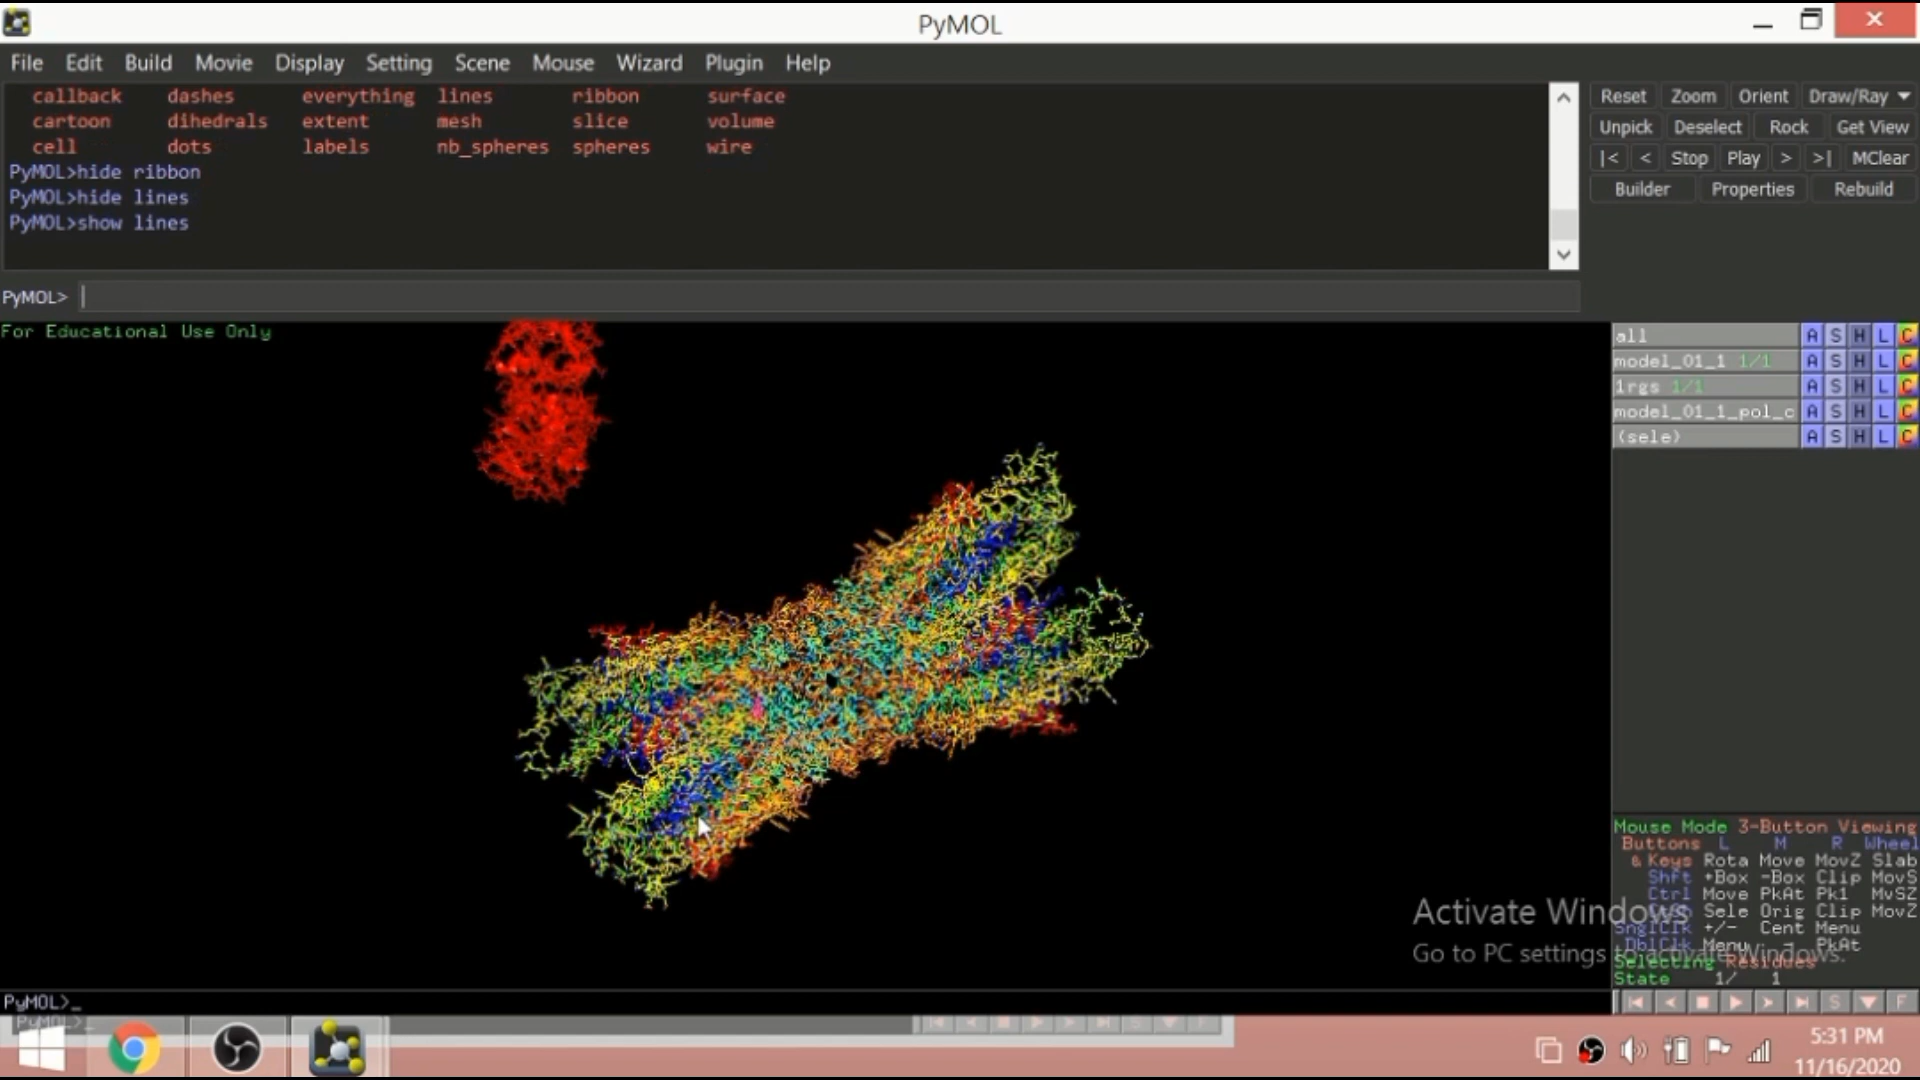 PyMOL
File Edit Build Movie Display Setting Scene Mouse Wizard Plugin Help
callback dashes everything lines ribbon surface
cartoon dihedrals extent mesh slice volume
cell dots labels nb_spheres spheres wire
PyMOL>hide ribbon
PyMOL>hide lines
PyMOL>show lines
PyMOL>
Reset Zoom Orient Draw/Ray
Unpick Deselect Rock Get View
|< < Stop Play > >| MClear
Builder Properties Rebuild
For Educational Use Only
all A S H L C
model_01_1 1/1 A S H L C
1rgs 1/1 A S H L C
model_01_1_pol_c A S H L C
(sele) A S H L C
Mouse Mode 3-Button Viewing
Buttons L M R Wheel
& Keys Rota Move MovZ Slab
Shft +Box -Box Clip MovS
Ctrl Move PkAt Pk1 MvSZ
Sele Orig Clip MovZ
SnglClk +/- Cent Menu
DblClk Menu - PkAt
Selecting Residues
State 1/ 1
Activate Windows
Go to PC settings to activate Windows.
PyMOL>_
S F
PyMOL>_
5:31 PM
11/16/2020